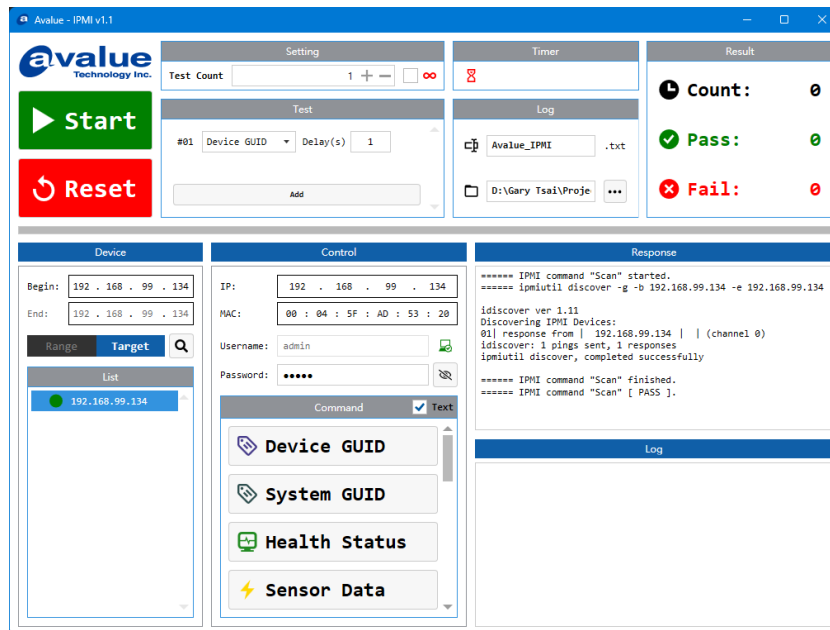 Avalue - IPMI v1.1
avalue
Technology Inc.
Start
Reset
Setting
Test Count 1
Test
#01 Device GUID Delay(s) 1
Add
Timer
Log
Avalue_IPMI .txt
D:\Gary Tsai\Proje
Result
Count: 0
Pass: 0
Fail: 0
Device
Begin: 192 . 168 . 99 . 134
End: 192 . 168 . 99 . 134
Range Target
List
192.168.99.134
Control
IP: 192 . 168 . 99 . 134
MAC: 00 : 04 : 5F : AD : 53 : 20
Username: admin
Password: •••••
Command Text
Device GUID
System GUID
Health Status
Sensor Data
Response
====== IPMI command "Scan" started.
====== ipmiutil discover -g -b 192.168.99.134 -e 192.168.99.134
idiscover ver 1.11
Discovering IPMI Devices:
01| response from | 192.168.99.134 | | (channel 0)
idiscover: 1 pings sent, 1 responses
ipmiutil discover, completed successfully
====== IPMI command "Scan" finished.
====== IPMI command "Scan" [ PASS ].
Log